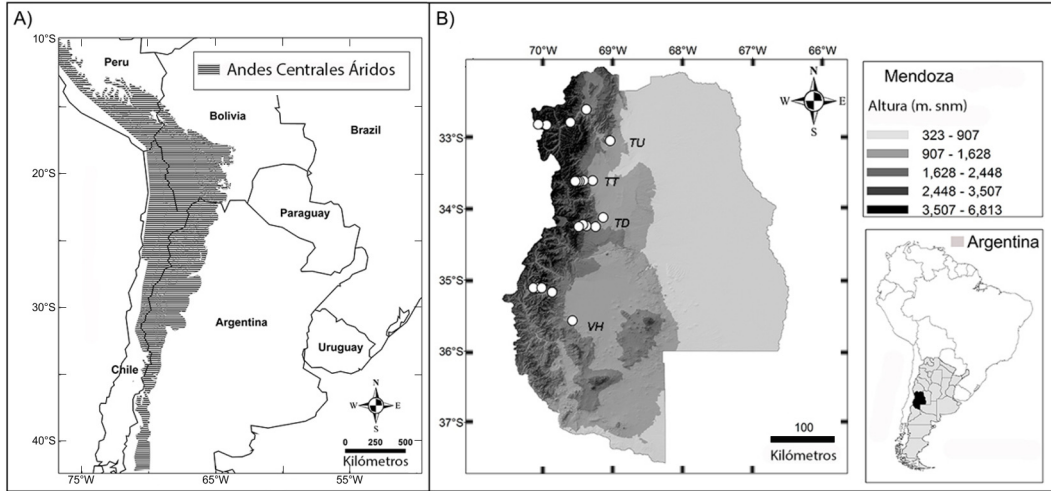 A)
10°S
20°S
30°S
40°S
75°W
65°W
55°W
Andes Centrales Áridos
Peru
Bolivia
Brazil
Paraguay
Argentina
Uruguay
Chile
N
W E
S
0 250 500
Kilómetros
B)
70°W 69°W 68°W 67°W 66°W
33°S
34°S
35°S
36°S
37°S
TU
TT
TD
VH
N
W E
S
100
Kilómetros
Mendoza
Altura (m. snm)
323 - 907
907 - 1,628
1,628 - 2,448
2,448 - 3,507
3,507 - 6,813
Argentina